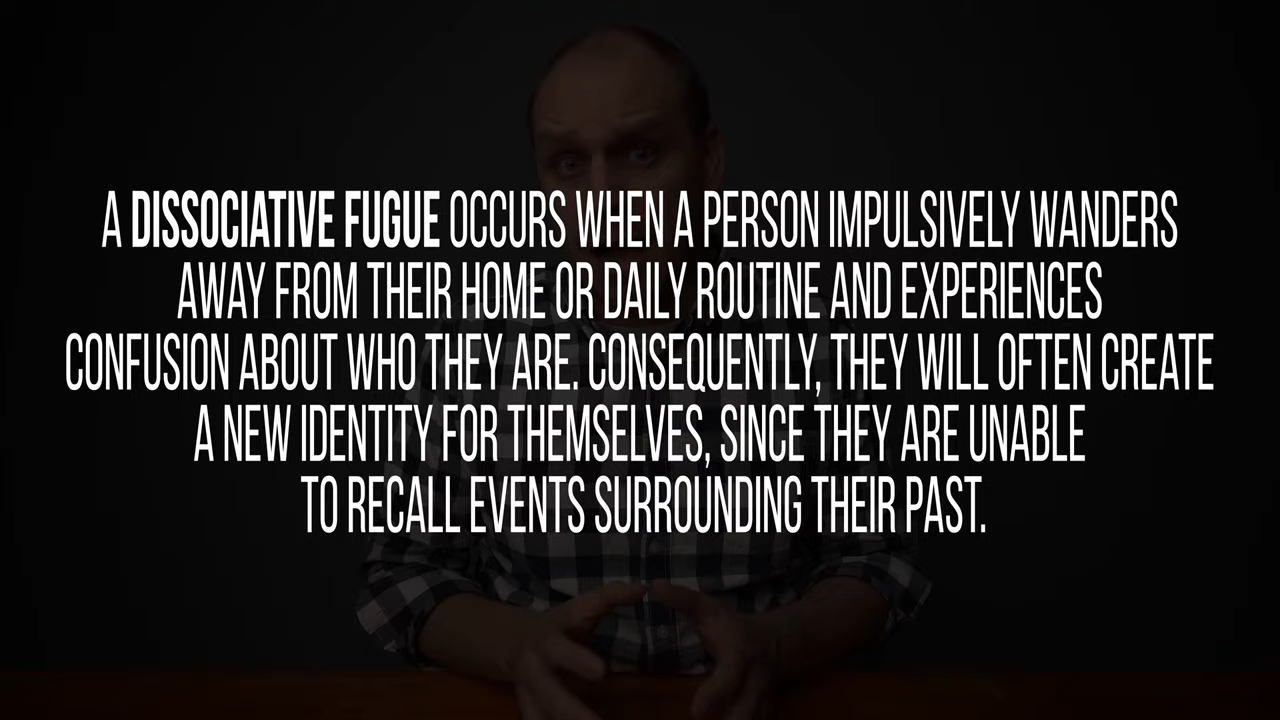 A DISSOCIATIVE FUGUE OCCURS WHEN A PERSON IMPULSIVELY WANDERS
AWAY FROM THEIR HOME OR DAILY ROUTINE AND EXPERIENCES
CONFUSION ABOUT WHO THEY ARE. CONSEQUENTLY, THEY WILL OFTEN CREATE
A NEW IDENTITY FOR THEMSELVES, SINCE THEY ARE UNABLE
TO RECALL EVENTS SURROUNDING THEIR PAST.